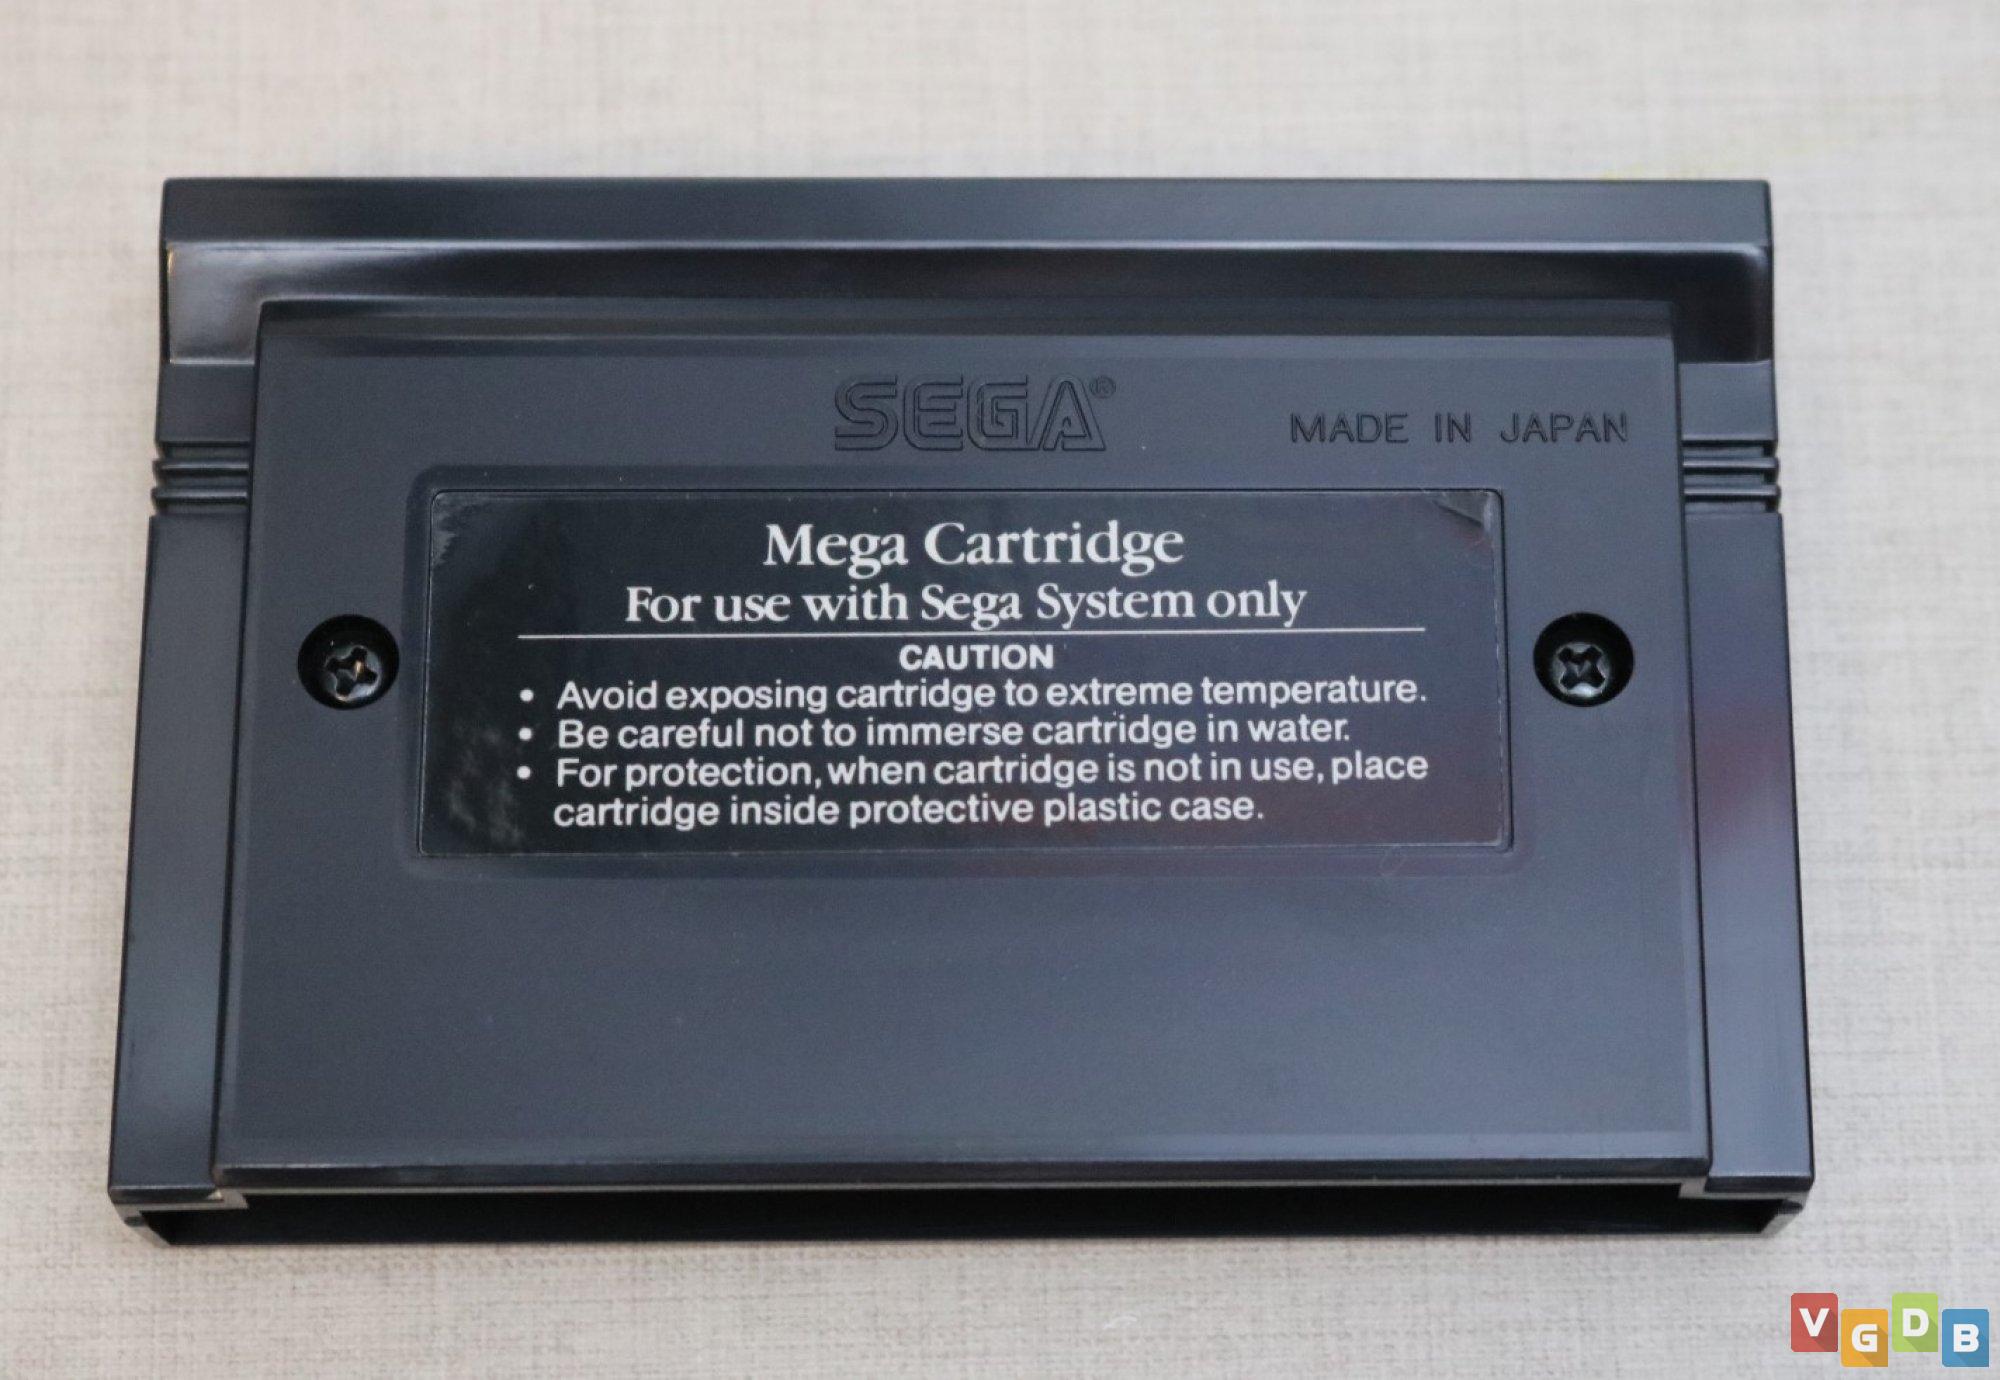 SEGA®
MADE IN JAPAN
Mega Cartridge
For use with Sega System only
CAUTION
• Avoid exposing cartridge to extreme temperature.
• Be careful not to immerse cartridge in water.
• For protection, when cartridge is not in use, place
cartridge inside protective plastic case.
VGDB